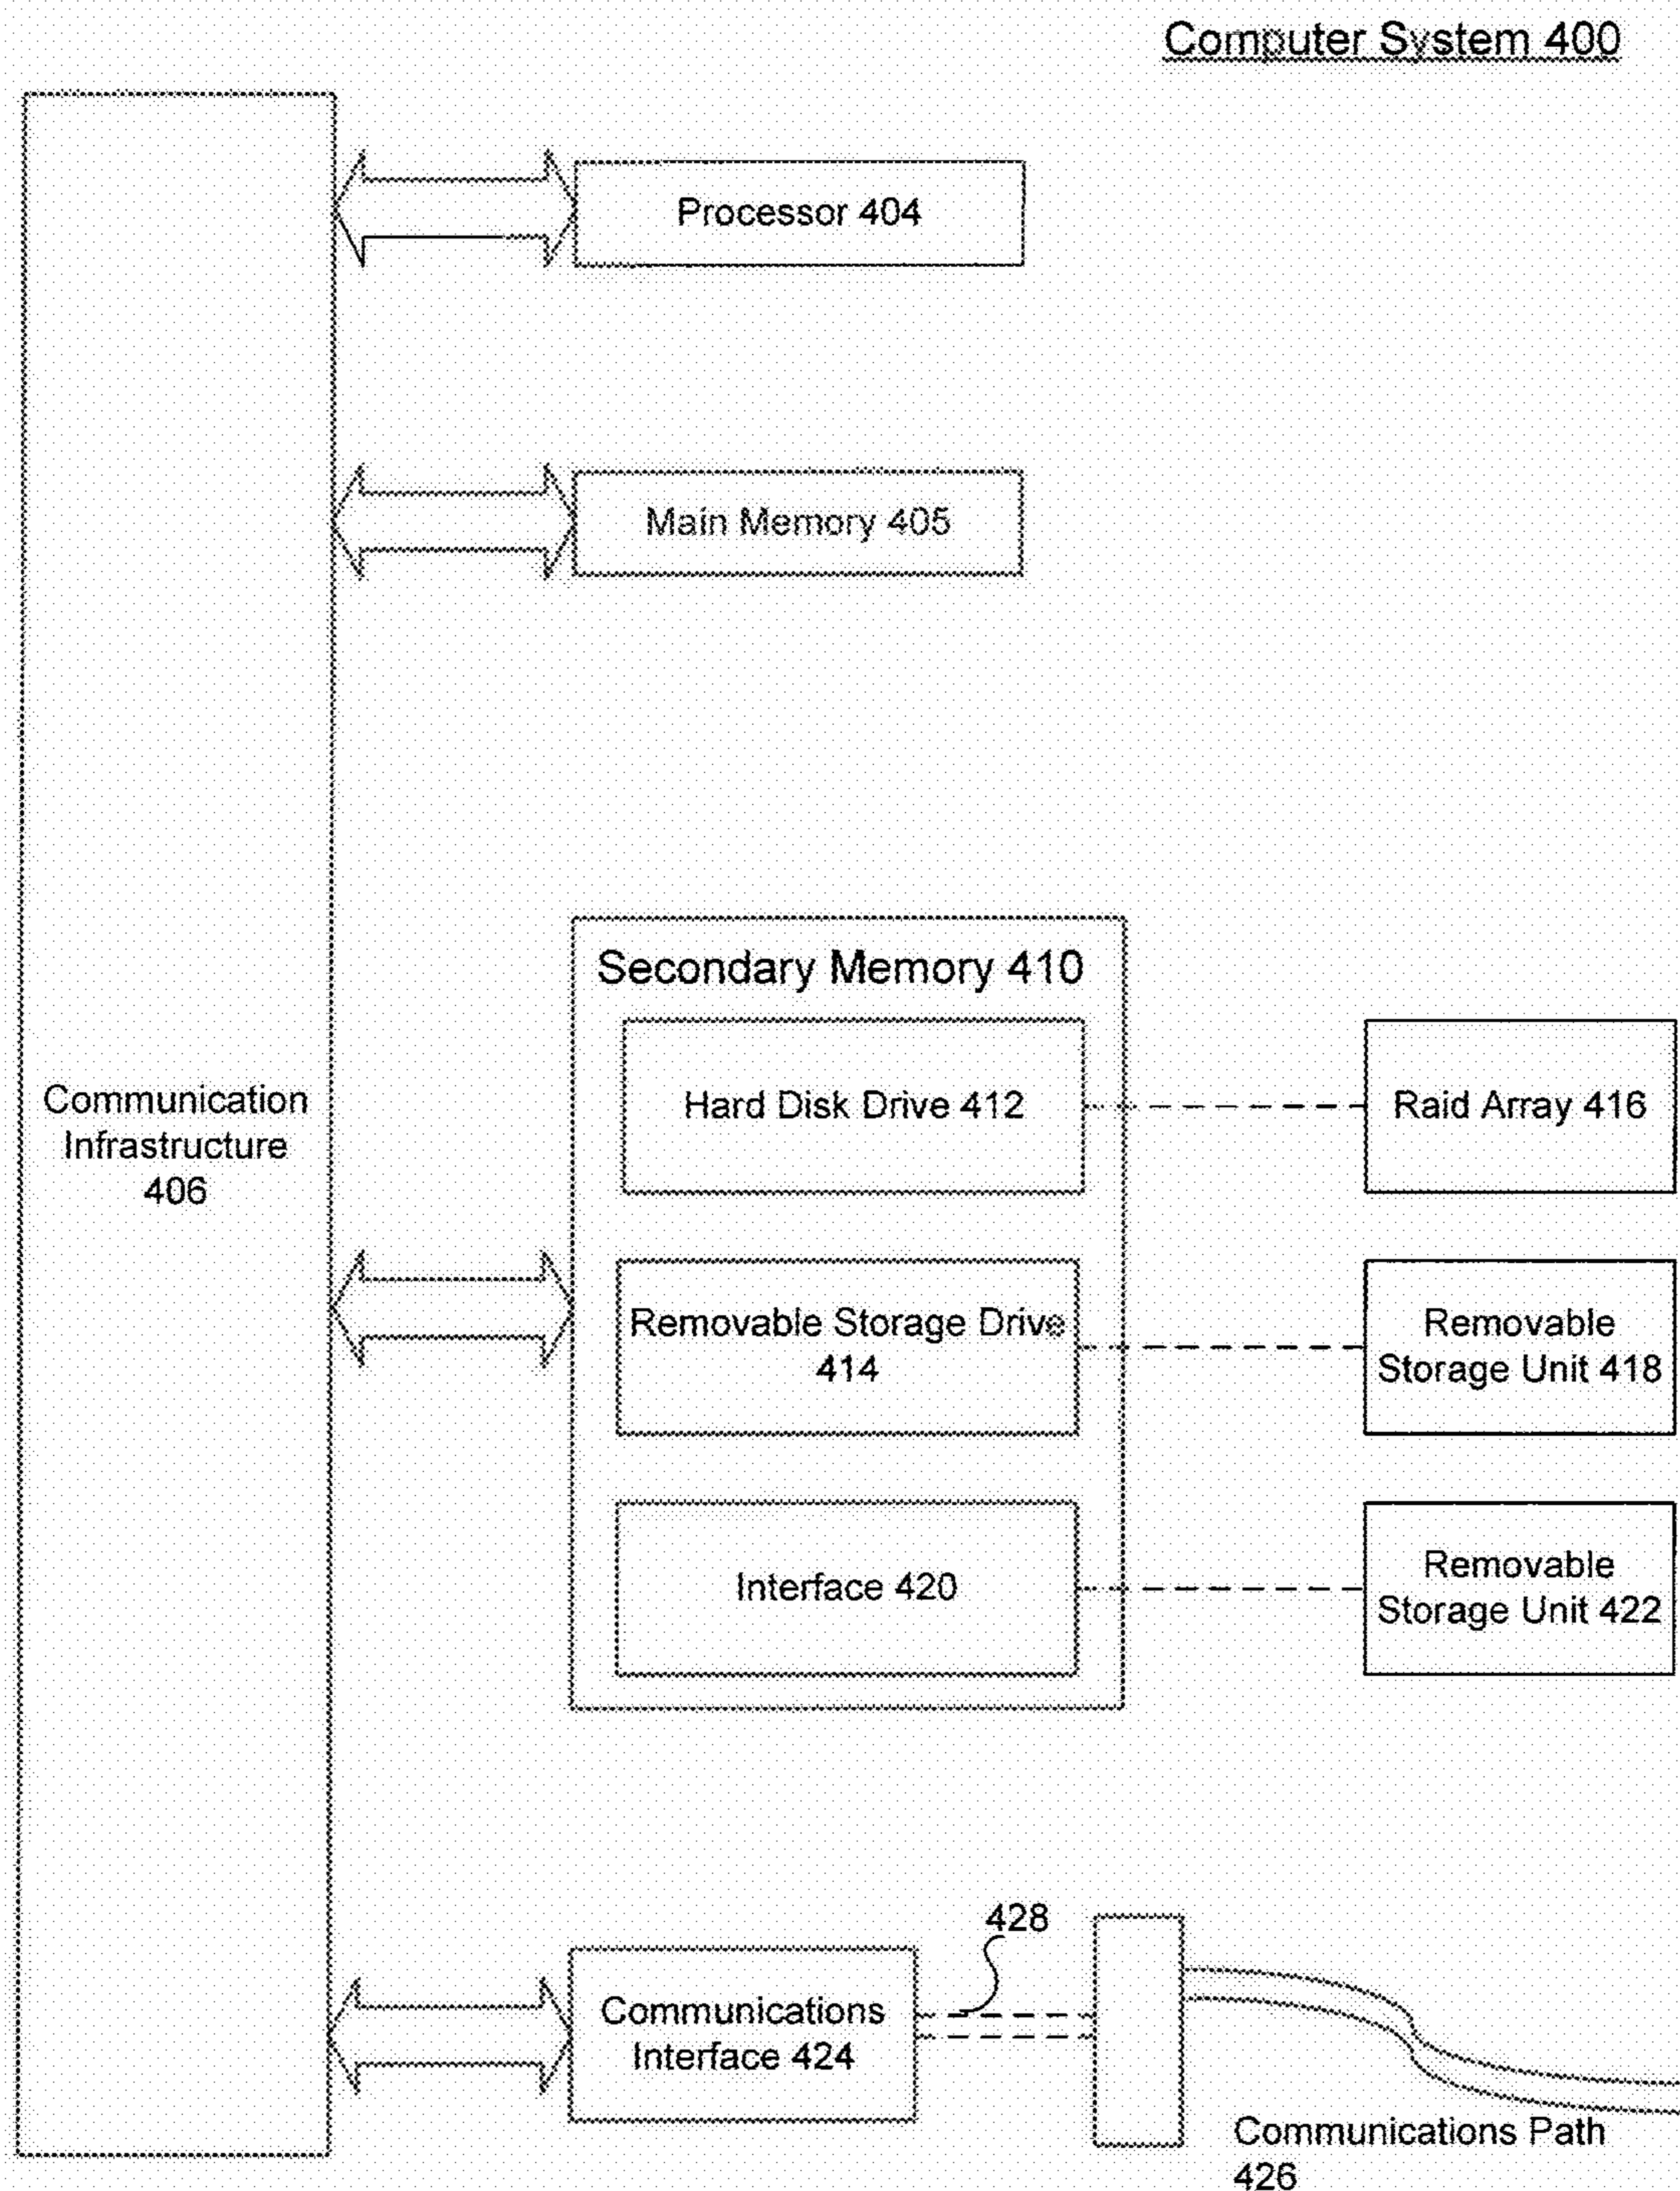 Computer System 400
Processor 404
Main Memory 405
Communication
Infrastructure
406
Secondary Memory 410
Hard Disk Drive 412
Raid Array 416
Removable Storage Drive
414
Removable
Storage Unit 418
Interface 420
Removable
Storage Unit 422
428
Communications
Interface 424
Communications Path
426